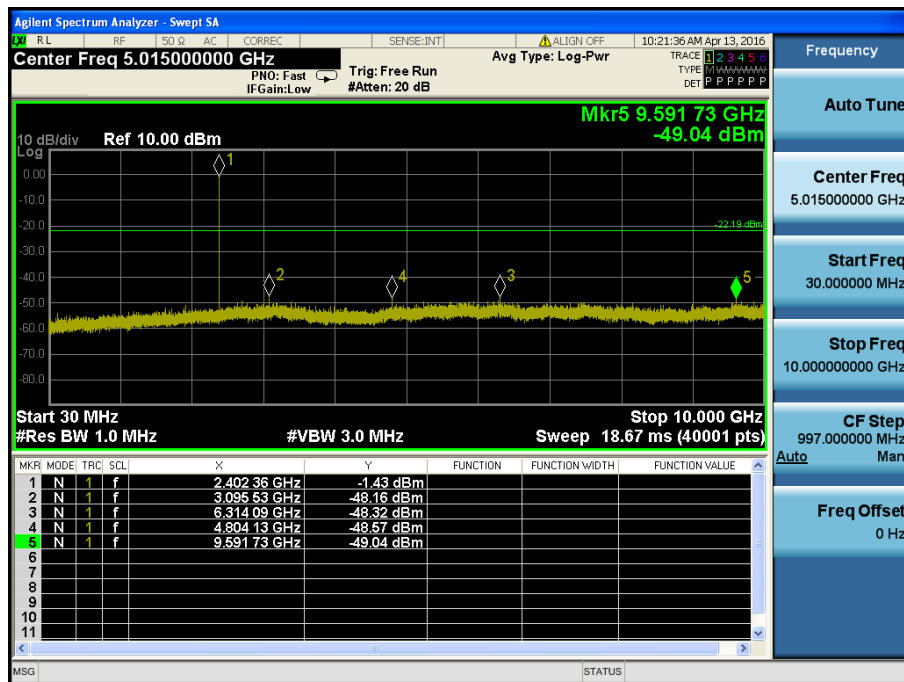 Agilent Spectrum Analyzer - Swept SA
LXI RL RF 50 Ω AC CORREC SENSE:INT ALIGN OFF 10:21:36 AM Apr 13, 2016
Center Freq 5.015000000 GHz
PNO: Fast
IFGain:Low
Trig: Free Run
#Atten: 20 dB
Avg Type: Log-Pwr
TRACE 1 2 3 4 5 6
TYPE M
DET P P P P P P
Mkr5 9.591 73 GHz
-49.04 dBm
10 dB/div Ref 10.00 dBm
Log
0.00
-10.0
-20.0
-30.0
-40.0
-50.0
-60.0
-70.0
-80.0
1
2
4
3
5
-22.19 dBm
Start 30 MHz Stop 10.000 GHz
#Res BW 1.0 MHz #VBW 3.0 MHz Sweep 18.67 ms (40001 pts)
MKR MODE TRC SCL X Y FUNCTION FUNCTION WIDTH FUNCTION VALUE
1 N 1 f 2.402 36 GHz -1.43 dBm
2 N 1 f 3.095 53 GHz -48.16 dBm
3 N 1 f 6.314 09 GHz -48.32 dBm
4 N 1 f 4.804 13 GHz -48.57 dBm
5 N 1 f 9.591 73 GHz -49.04 dBm
6
7
8
9
10
11
MSG STATUS
Frequency
Auto Tune
Center Freq
5.015000000 GHz
Start Freq
30.000000 MHz
Stop Freq
10.000000000 GHz
CF Step
997.000000 MHz
Auto Man
Freq Offset
0 Hz